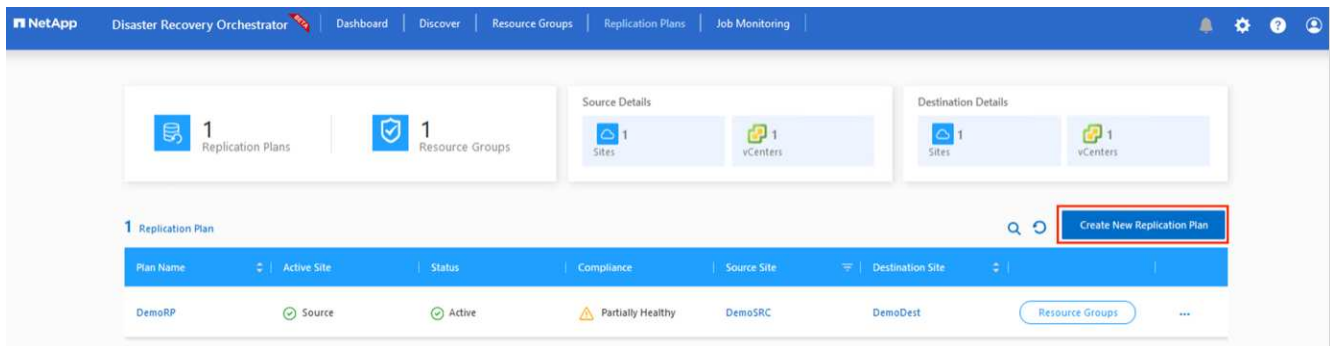 NetApp
Disaster Recovery Orchestrator
Dashboard
Discover
Resource Groups
Replication Plans
Job Monitoring
1
Replication Plans
1
Resource Groups
Source Details
1
Sites
1
vCenters
Destination Details
1
Sites
1
vCenters
1 Replication Plan
Create New Replication Plan
Plan Name
Active Site
Status
Compliance
Source Site
Destination Site
DemoRP
Source
Active
Partially Healthy
DemoSRC
DemoDest
Resource Groups
...